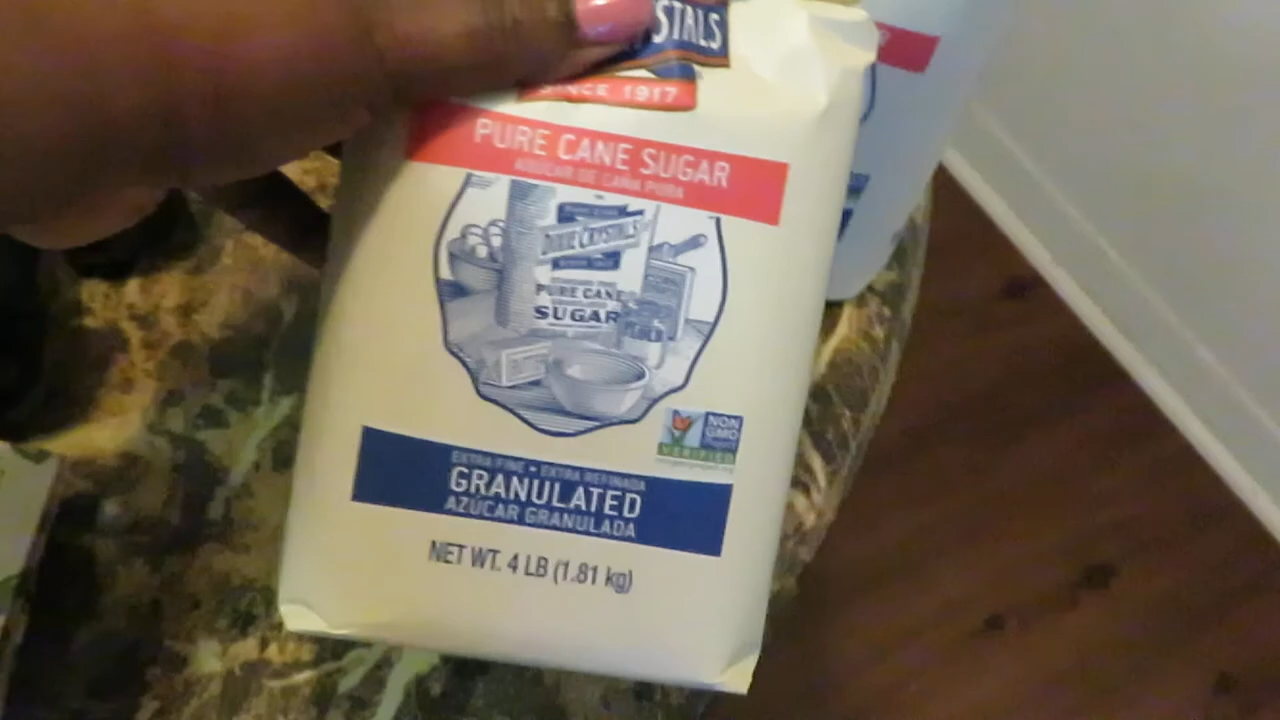 STALS
SINCE 1917
PURE CANE SUGAR
AZÚCAR DE CAÑA PURA
DIXIE CRYSTALS
PURE CANE
SUGAR
NON
GMO
VERIFIED
EXTRA FINE • EXTRA REFINADA
GRANULATED
AZÚCAR GRANULADA
NET WT. 4 LB (1.81 kg)